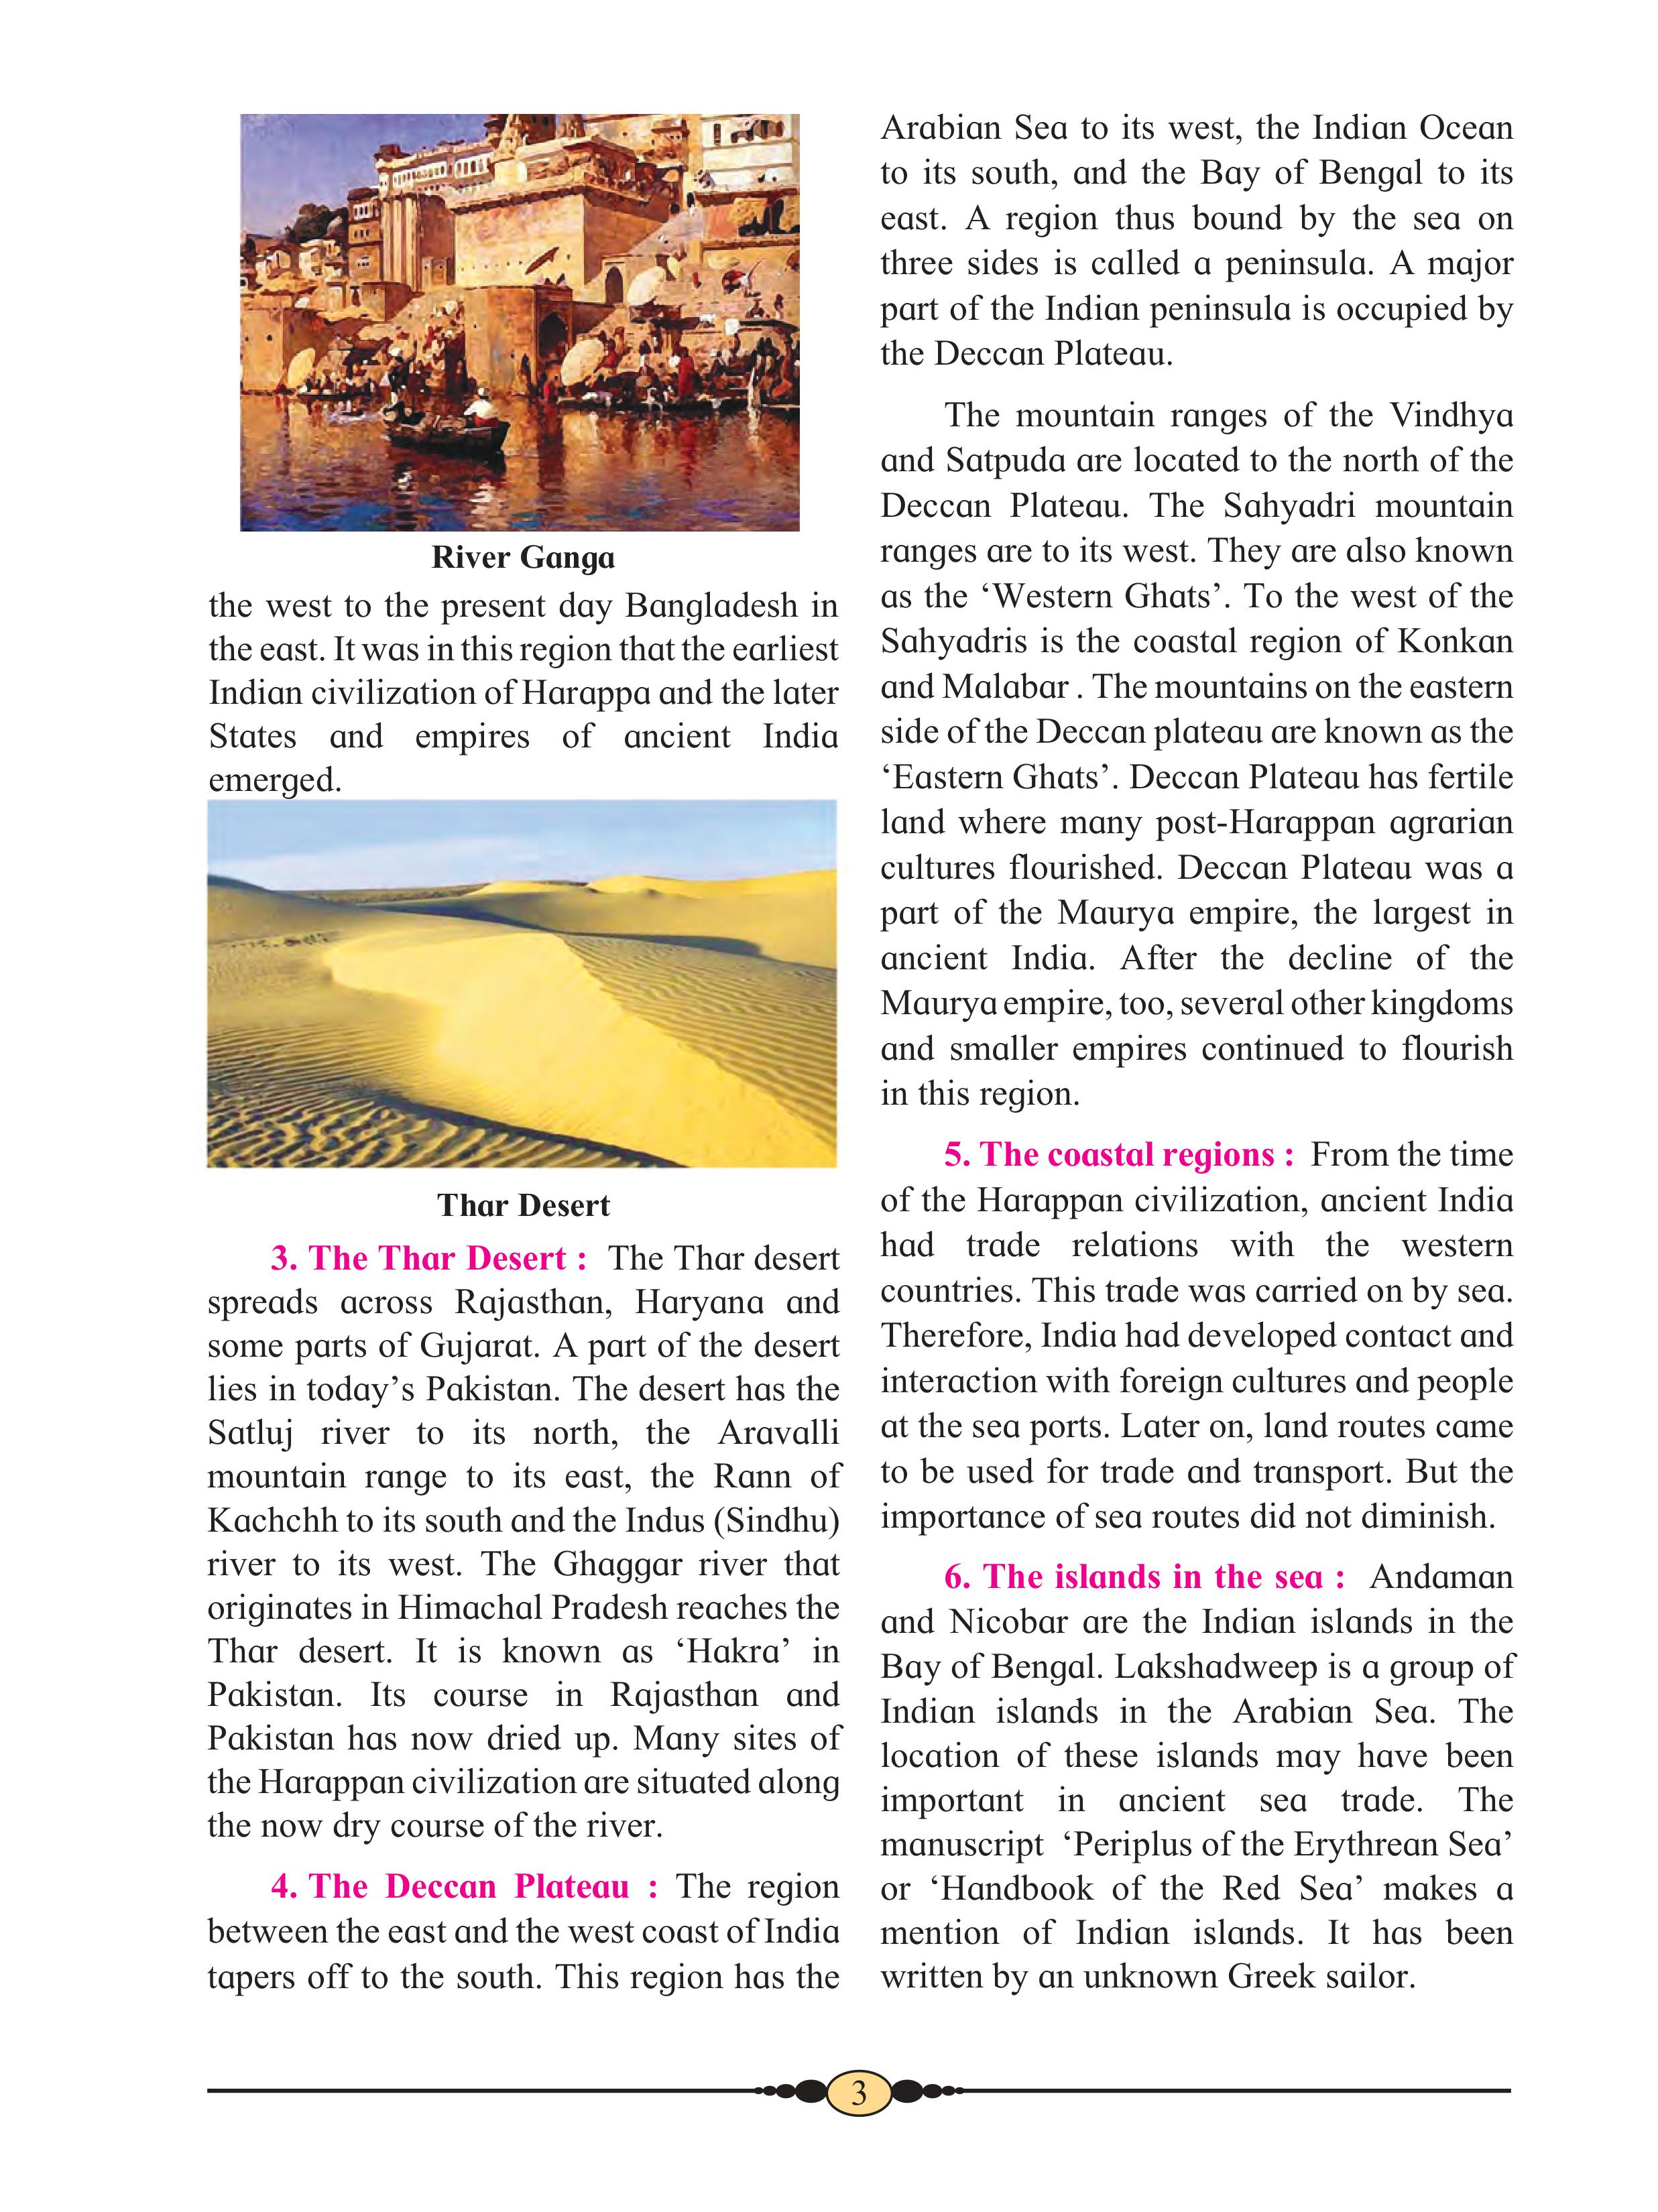 River Ganga
the west to the present day Bangladesh in
the east. It was in this region that the earliest
Indian civilization of Harappa and the later
States and empires of ancient India
emerged.
Thar Desert
3. The Thar Desert : The Thar desert
spreads across Rajasthan, Haryana and
some parts of Gujarat. A part of the desert
lies in today’s Pakistan. The desert has the
Satluj river to its north, the Aravalli
mountain range to its east, the Rann of
Kachchh to its south and the Indus (Sindhu)
river to its west. The Ghaggar river that
originates in Himachal Pradesh reaches the
Thar desert. It is known as ‘Hakra’ in
Pakistan. Its course in Rajasthan and
Pakistan has now dried up. Many sites of
the Harappan civilization are situated along
the now dry course of the river.
4. The Deccan Plateau : The region
between the east and the west coast of India
tapers off to the south. This region has the
Arabian Sea to its west, the Indian Ocean
to its south, and the Bay of Bengal to its
east. A region thus bound by the sea on
three sides is called a peninsula. A major
part of the Indian peninsula is occupied by
the Deccan Plateau.
The mountain ranges of the Vindhya
and Satpuda are located to the north of the
Deccan Plateau. The Sahyadri mountain
ranges are to its west. They are also known
as the ‘Western Ghats’. To the west of the
Sahyadris is the coastal region of Konkan
and Malabar . The mountains on the eastern
side of the Deccan plateau are known as the
‘Eastern Ghats’. Deccan Plateau has fertile
land where many post-Harappan agrarian
cultures flourished. Deccan Plateau was a
part of the Maurya empire, the largest in
ancient India. After the decline of the
Maurya empire, too, several other kingdoms
and smaller empires continued to flourish
in this region.
5. The coastal regions : From the time
of the Harappan civilization, ancient India
had trade relations with the western
countries. This trade was carried on by sea.
Therefore, India had developed contact and
interaction with foreign cultures and people
at the sea ports. Later on, land routes came
to be used for trade and transport. But the
importance of sea routes did not diminish.
6. The islands in the sea : Andaman
and Nicobar are the Indian islands in the
Bay of Bengal. Lakshadweep is a group of
Indian islands in the Arabian Sea. The
location of these islands may have been
important in ancient sea trade. The
manuscript ‘Periplus of the Erythrean Sea’
or ‘Handbook of the Red Sea’ makes a
mention of Indian islands. It has been
written by an unknown Greek sailor.
3